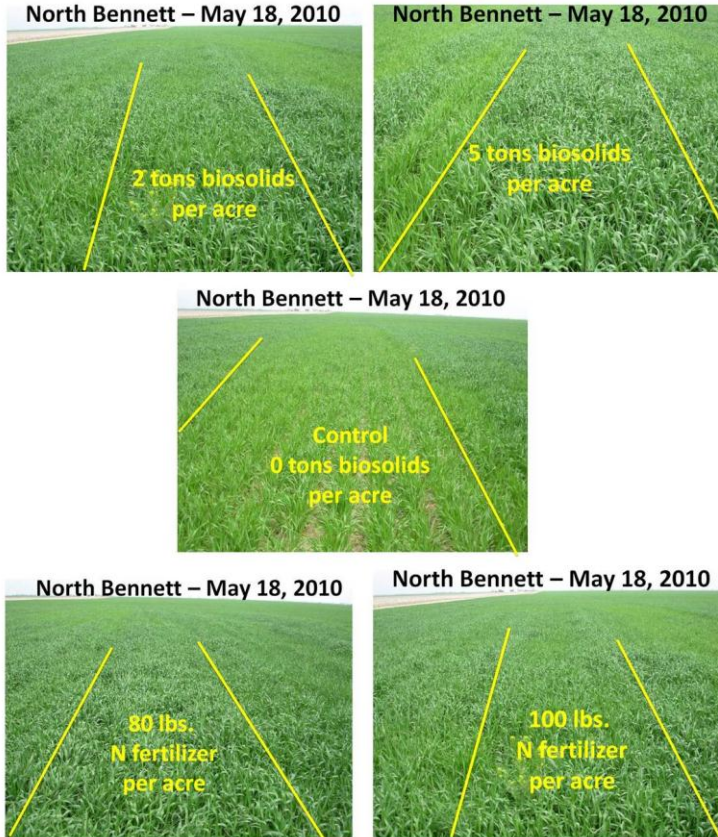 North Bennett – May 18, 2010
2 tons biosolids
per acre
North Bennett – May 18, 2010
5 tons biosolids
per acre
North Bennett – May 18, 2010
Control
0 tons biosolids
per acre
North Bennett – May 18, 2010
80 lbs.
N fertilizer
per acre
North Bennett – May 18, 2010
100 lbs.
N fertilizer
per acre